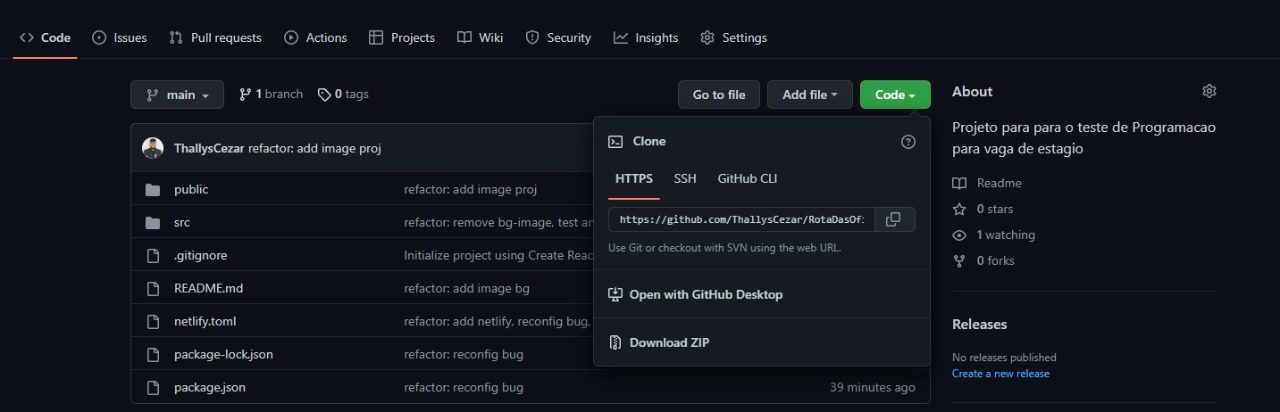 Code Issues Pull requests Actions Projects Wiki Security Insights Settings
main 1 branch 0 tags Go to file Add file Code
ThallysCezar refactor: add image proj
public refactor: add image proj
src refactor: remove bg-image, test an
.gitignore Initialize project using Create Reac
README.md refactor: add image bg
netlify.toml refactor: add netlify, reconfig bug,
package-lock.json refactor: reconfig bug
package.json refactor: reconfig bug 39 minutes ago
Clone
HTTPS SSH GitHub CLI
https://github.com/ThallysCezar/RotaDasOf
Use Git or checkout with SVN using the web URL.
Open with GitHub Desktop
Download ZIP
About
Projeto para para o teste de Programacao
para vaga de estagio
Readme
0 stars
1 watching
0 forks
Releases
No releases published
Create a new release